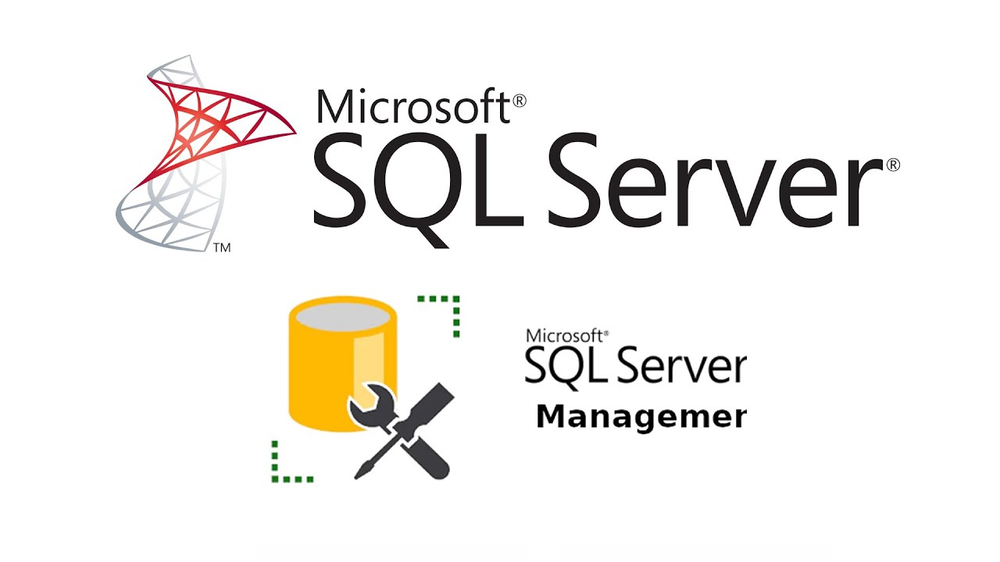 Microsoft®
SQL Server®
TM
Microsoft®
SQL Server
Managemer